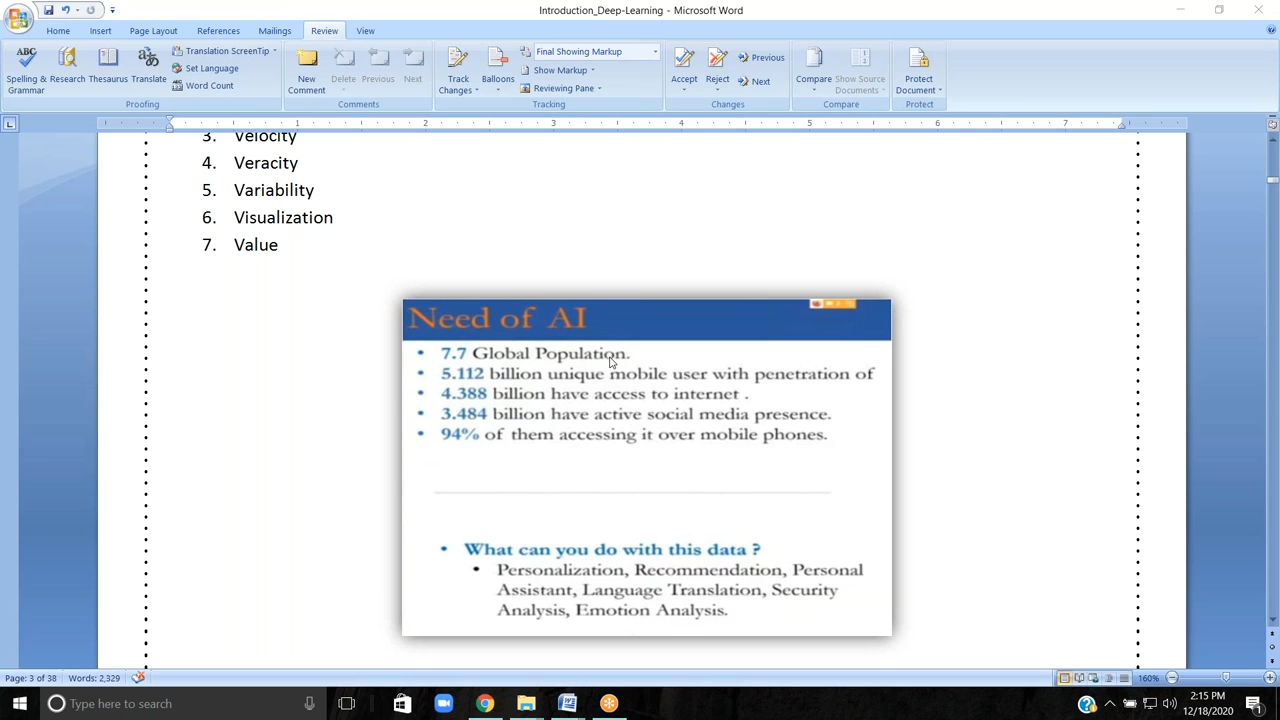 Introduction_Deep-Learning - Microsoft Word
Home Insert Page Layout References Mailings Review View
Spelling & Grammar Research Thesaurus Translate Translation ScreenTip Set Language Word Count
New Comment Delete Previous Next
Track Changes Balloons Final Showing Markup Show Markup Reviewing Pane
Accept Reject Previous Next
Compare Show Source Documents Protect Document
Proofing Comments Tracking Changes Compare Protect
1 2 3 4 5 6 7
3. Velocity
4. Veracity
5. Variability
6. Visualization
7. Value
Need of AI
• 7.7 Global Population.
• 5.112 billion unique mobile user with penetration of
• 4.388 billion have access to internet .
• 3.484 billion have active social media presence.
• 94% of them accessing it over mobile phones.
• What can you do with this data ?
• Personalization, Recommendation, Personal
Assistant, Language Translation, Security
Analysis, Emotion Analysis.
Page: 3 of 38 Words: 2,329 160%
Type here to search 2:15 PM
12/18/2020